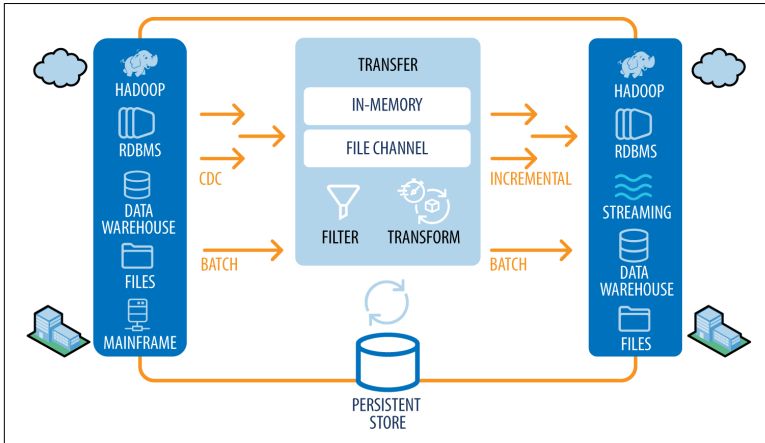 HADOOP
RDBMS
DATA
WAREHOUSE
FILES
MAINFRAME
CDC
BATCH
TRANSFER
IN-MEMORY
FILE CHANNEL
FILTER
TRANSFORM
INCREMENTAL
BATCH
PERSISTENT
STORE
HADOOP
RDBMS
STREAMING
DATA
WAREHOUSE
FILES